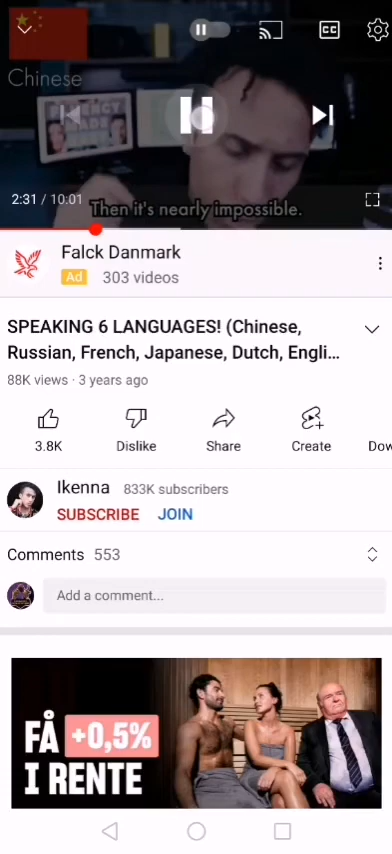 Chinese
FLUENCY
MADE
2:31 / 10:01
Then it's nearly impossible.
Falck Danmark
Ad 303 videos
SPEAKING 6 LANGUAGES! (Chinese,
Russian, French, Japanese, Dutch, Engli...
88K views · 3 years ago
3.8K Dislike Share Create Dow
Ikenna 833K subscribers
SUBSCRIBE JOIN
Comments 553
Add a comment...
FÅ +0,5%
I RENTE